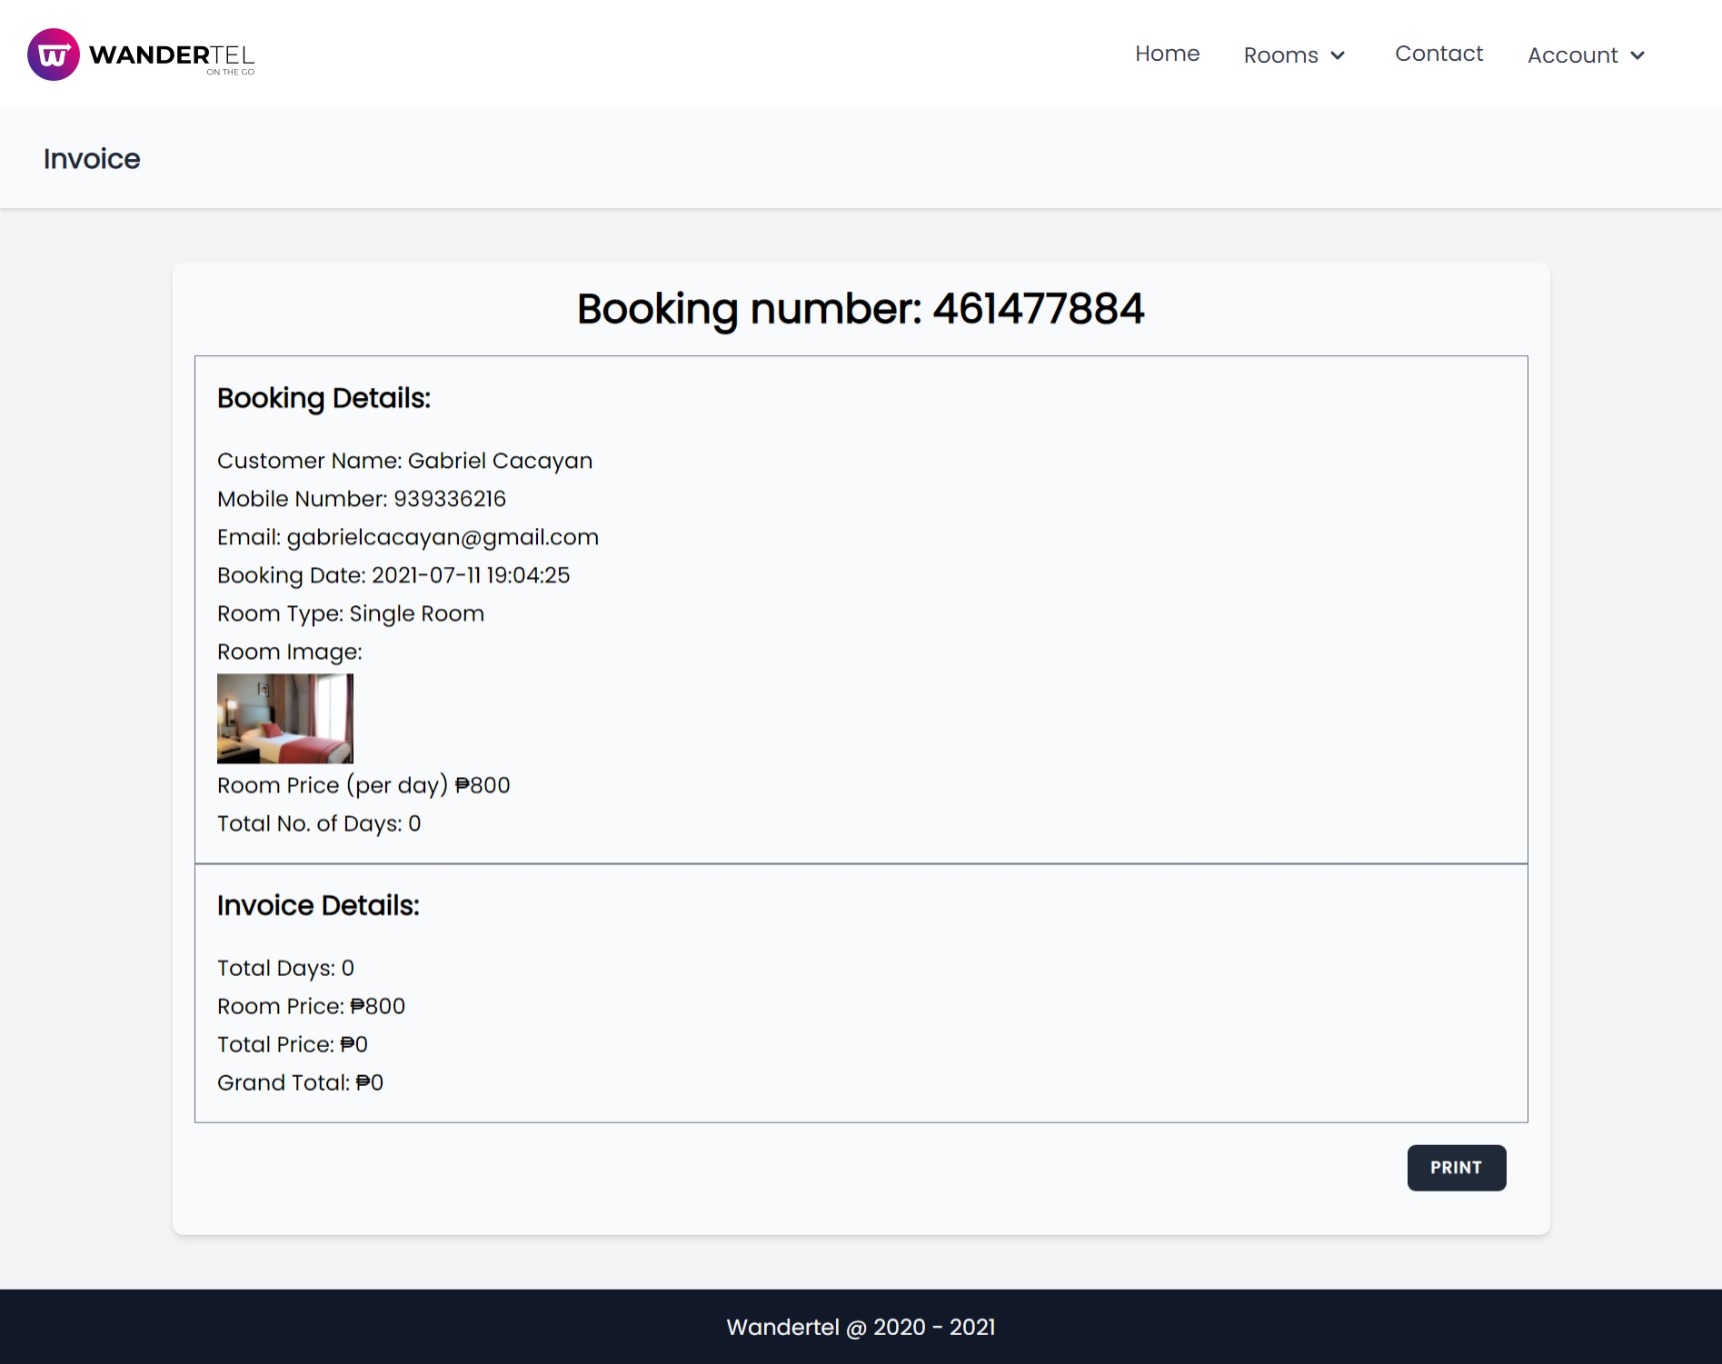 WANDERTEL
ON THE GO
Home
Rooms
Contact
Account
Invoice
Booking number: 461477884
Booking Details:
Customer Name: Gabriel Cacayan
Mobile Number: 939336216
Email: gabrielcacayan@gmail.com
Booking Date: 2021-07-11 19:04:25
Room Type: Single Room
Room Image:
Room Price (per day) ₱800
Total No. of Days: 0
Invoice Details:
Total Days: 0
Room Price: ₱800
Total Price: ₱0
Grand Total: ₱0
PRINT
Wandertel @ 2020 - 2021